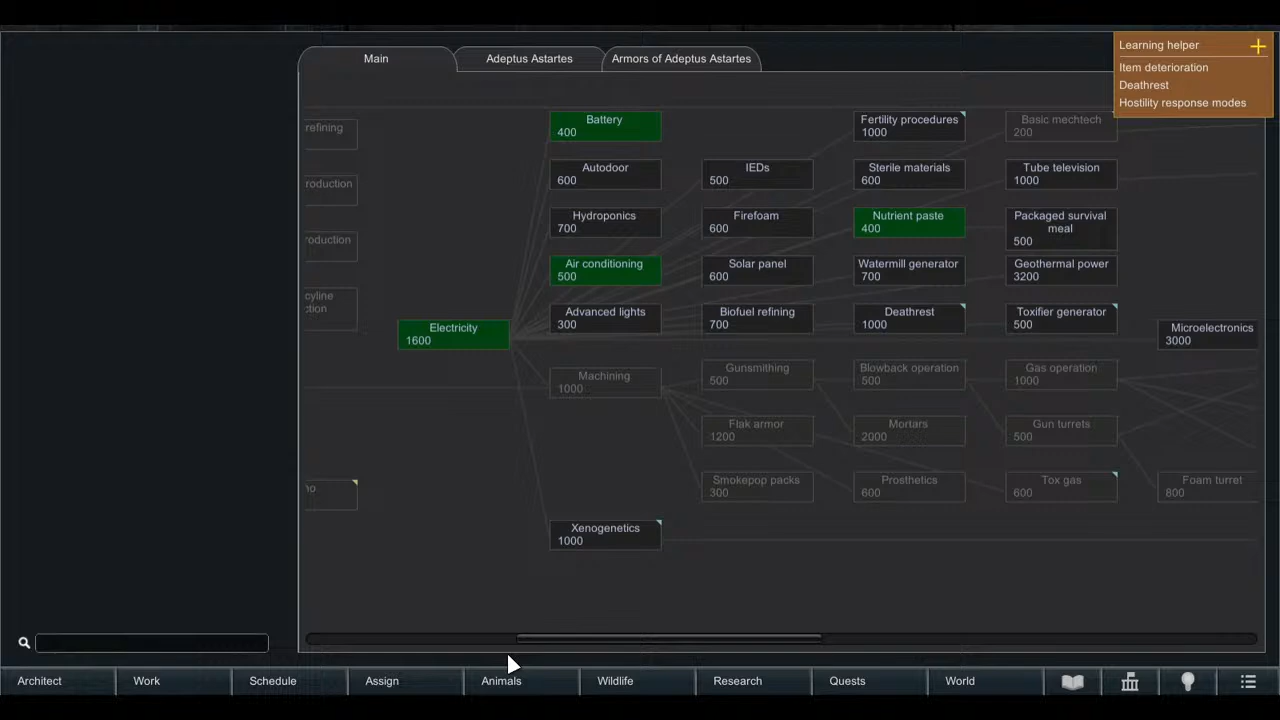 Main
Adeptus Astartes
Armors of Adeptus Astartes
Learning helper
Item deterioration
Deathrest
Hostility response modes
refining
roduction
roduction
cyline
ction
Electricity
1600
Battery
400
Autodoor
600
Hydroponics
700
Air conditioning
500
Advanced lights
300
Machining
1000
Xenogenetics
1000
IEDs
500
Firefoam
600
Solar panel
600
Biofuel refining
700
Gunsmithing
500
Flak armor
1200
Smokepop packs
300
Fertility procedures
1000
Sterile materials
600
Nutrient paste
400
Watermill generator
700
Deathrest
1000
Blowback operation
500
Mortars
2000
Prosthetics
600
Basic mechtech
200
Tube television
1000
Packaged survival
meal
500
Geothermal power
3200
Toxifier generator
500
Gas operation
1000
Gun turrets
500
Tox gas
600
Microelectronics
3000
Foam turret
800
Architect
Work
Schedule
Assign
Animals
Wildlife
Research
Quests
World